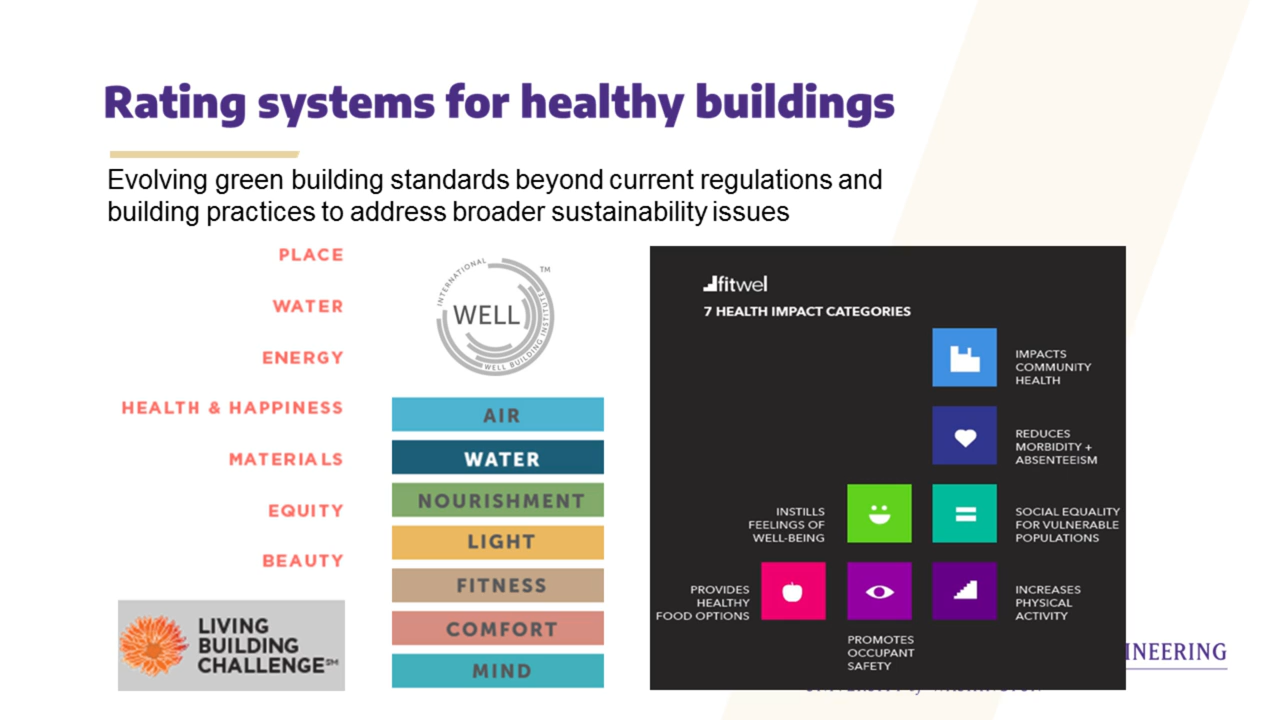 Rating systems for healthy buildings
Evolving green building standards beyond current regulations and
building practices to address broader sustainability issues
PLACE
WATER
ENERGY
HEALTH & HAPPINESS
MATERIALS
EQUITY
BEAUTY
LIVING
BUILDING
CHALLENGE℠
INTERNATIONAL
WELL BUILDING INSTITUTE
TM
WELL
AIR
WATER
NOURISHMENT
LIGHT
FITNESS
COMFORT
MIND
fitwel
7 HEALTH IMPACT CATEGORIES
IMPACTS
COMMUNITY
HEALTH
REDUCES
MORBIDITY +
ABSENTEEISM
INSTILLS
FEELINGS OF
WELL-BEING
SOCIAL EQUALITY
FOR VULNERABLE
POPULATIONS
PROVIDES
HEALTHY
FOOD OPTIONS
PROMOTES
OCCUPANT
SAFETY
INCREASES
PHYSICAL
ACTIVITY
INEERING